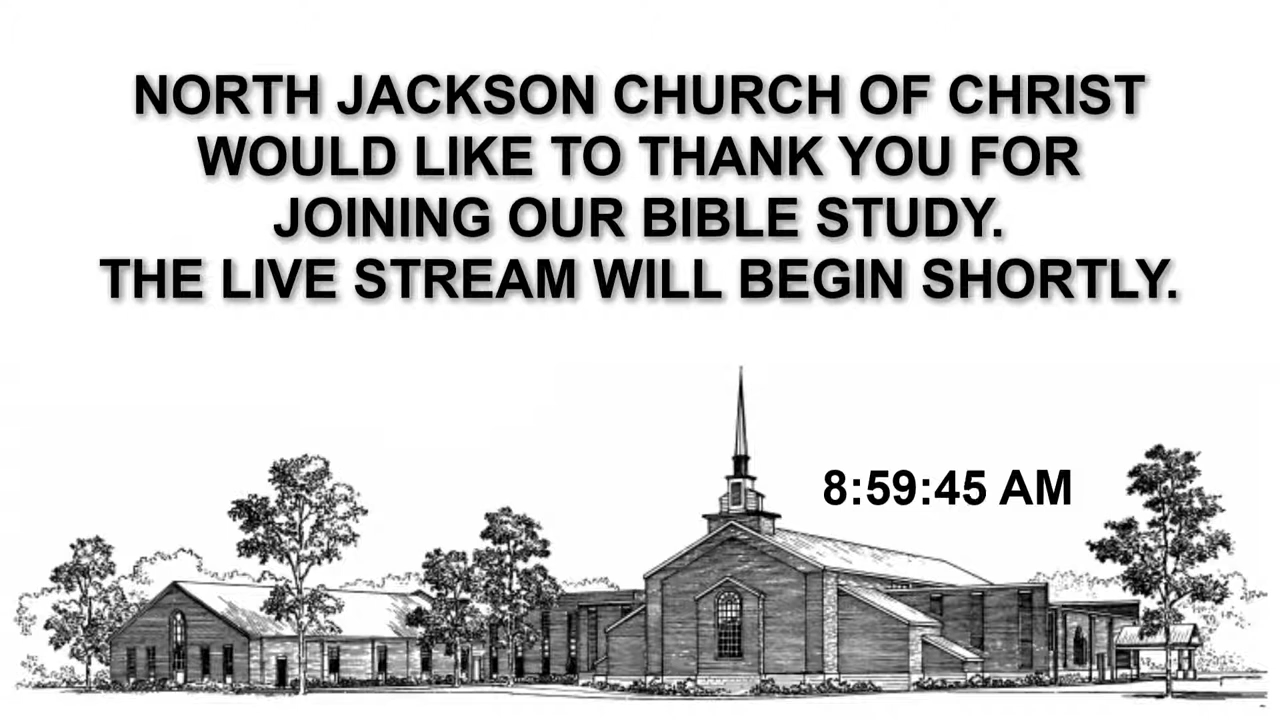 NORTH JACKSON CHURCH OF CHRIST
WOULD LIKE TO THANK YOU FOR
JOINING OUR BIBLE STUDY.
THE LIVE STREAM WILL BEGIN SHORTLY.
8:59:45 AM